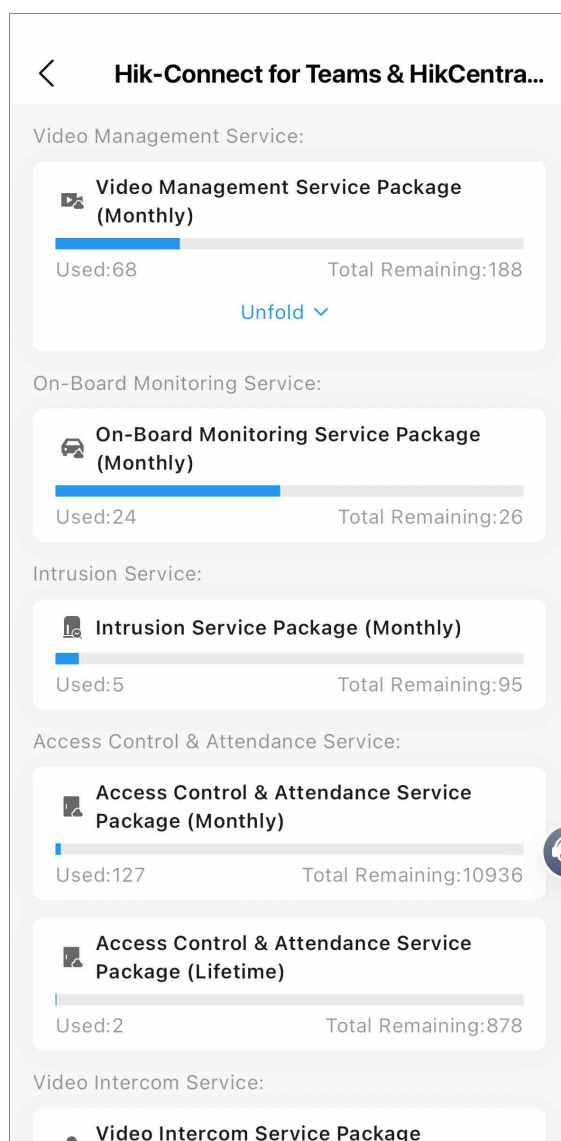 Hik-Connect for Teams & HikCentra...
Video Management Service:
Video Management Service Package
(Monthly)
Used:68 Total Remaining:188
Unfold
On-Board Monitoring Service:
On-Board Monitoring Service Package
(Monthly)
Used:24 Total Remaining:26
Intrusion Service:
Intrusion Service Package (Monthly)
Used:5 Total Remaining:95
Access Control & Attendance Service:
Access Control & Attendance Service
Package (Monthly)
Used:127 Total Remaining:10936
Access Control & Attendance Service
Package (Lifetime)
Used:2 Total Remaining:878
Video Intercom Service:
Video Intercom Service Package